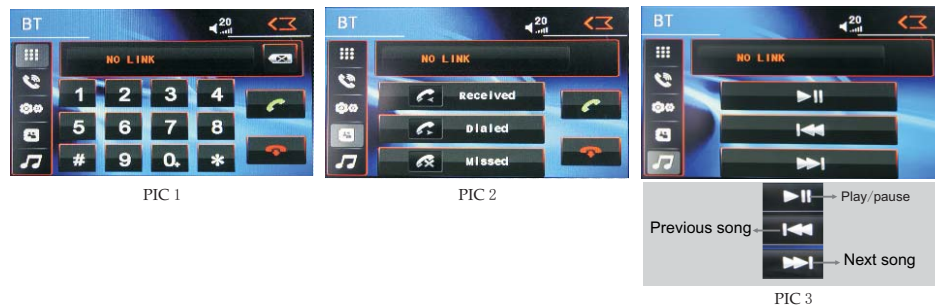 BT
20
NO LINK
1 2 3 4
5 6 7 8
# 9 0. *
PIC 1
BT
20
NO LINK
Received
Dialed
Missed
PIC 2
BT
20
NO LINK
Play/pause
Previous song
Next song
PIC 3